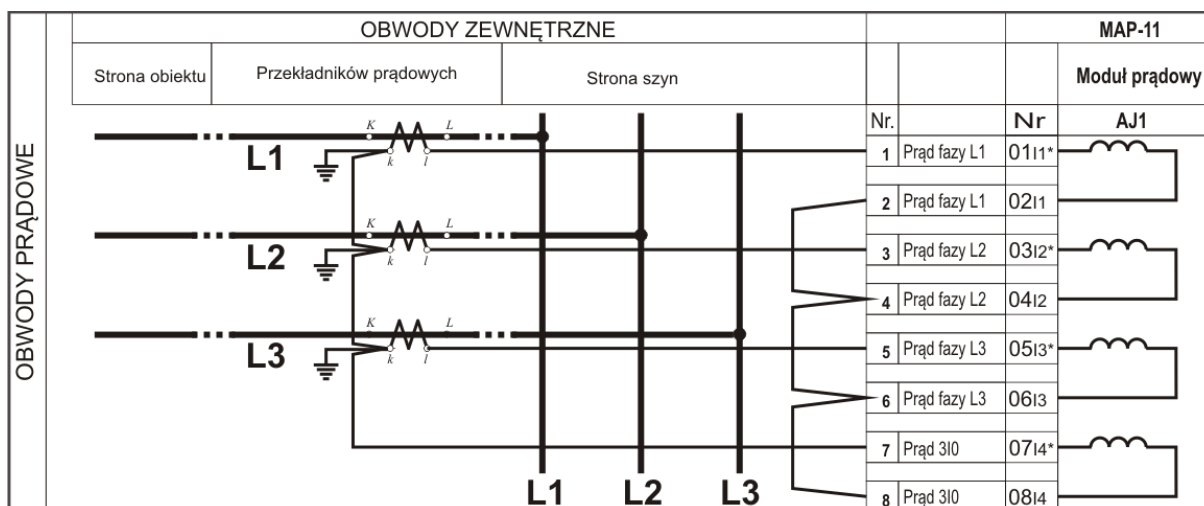 OBWODY ZEWNĘTRZNE MAP-11
Strona obiektu Przekładników prądowych Strona szyn Moduł prądowy
OBWODY PRĄDOWE
Nr. Nr AJ1
K L
L1 k l 1 Prąd fazy L1 01I1*
2 Prąd fazy L1 02I1
K L
L2 k l 3 Prąd fazy L2 03I2*
4 Prąd fazy L2 04I2
K L
L3 k l 5 Prąd fazy L3 05I3*
6 Prąd fazy L3 06I3
7 Prąd 3I0 07I4*
L1 L2 L3 8 Prąd 3I0 08I4